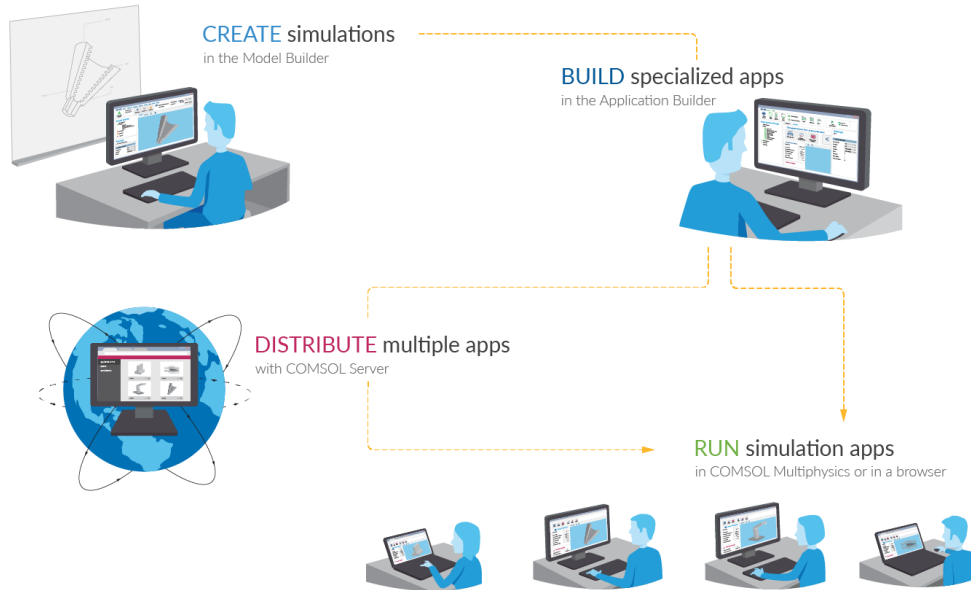 CREATE simulations
in the Model Builder
BUILD specialized apps
in the Application Builder
DISTRIBUTE multiple apps
with COMSOL Server
RUN simulation apps
in COMSOL Multiphysics or in a browser